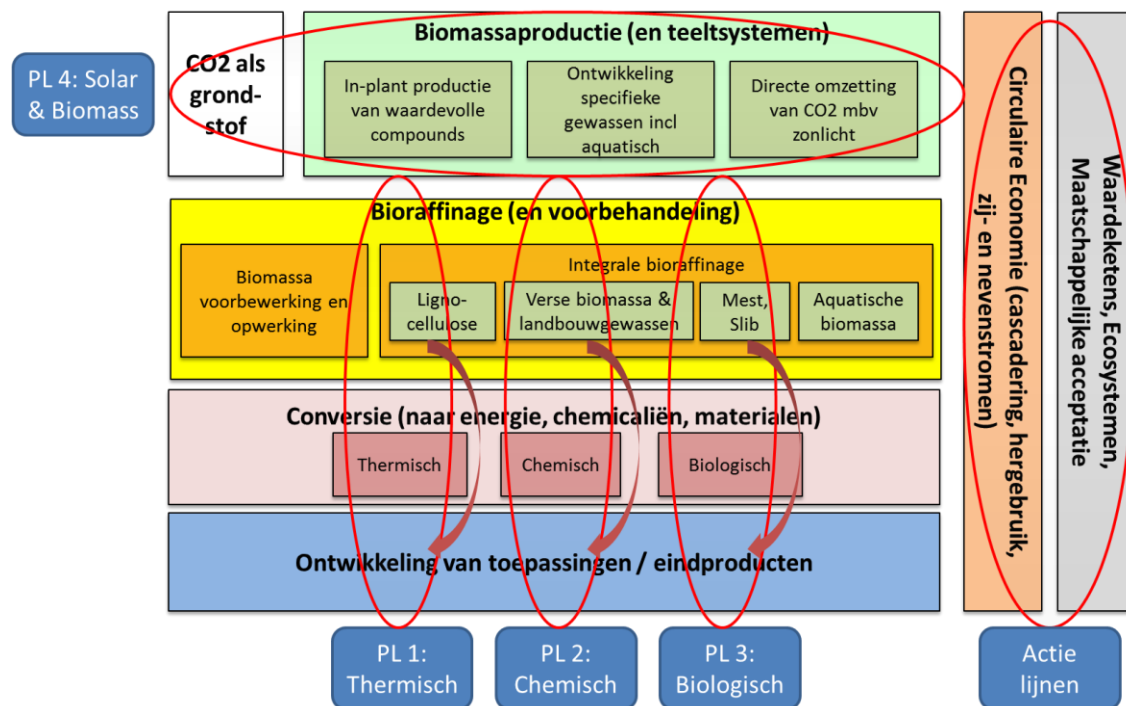 PL 4: Solar
& Biomass
CO2 als
grond-
stof
Biomassaproductie (en teeltsystemen)
In-plant productie
van waardevolle
compounds
Ontwikkeling
specifieke
gewassen incl
aquatisch
Directe omzetting
van CO2 mbv
zonlicht
Bioraffinage (en voorbehandeling)
Biomassa
voorbewerking en
opwerking
Integrale bioraffinage
Ligno-
cellulose
Verse biomassa &
landbouwgewassen
Mest,
Slib
Aquatische
biomassa
Conversie (naar energie, chemicaliën, materialen)
Thermisch
Chemisch
Biologisch
Ontwikkeling van toepassingen / eindproducten
Circulaire Economie (cascadering, hergebruik,
zij- en nevenstromen)
Waardeketens, Ecosystemen,
Maatschappelijke acceptatie
PL 1:
Thermisch
PL 2:
Chemisch
PL 3:
Biologisch
Actie
lijnen